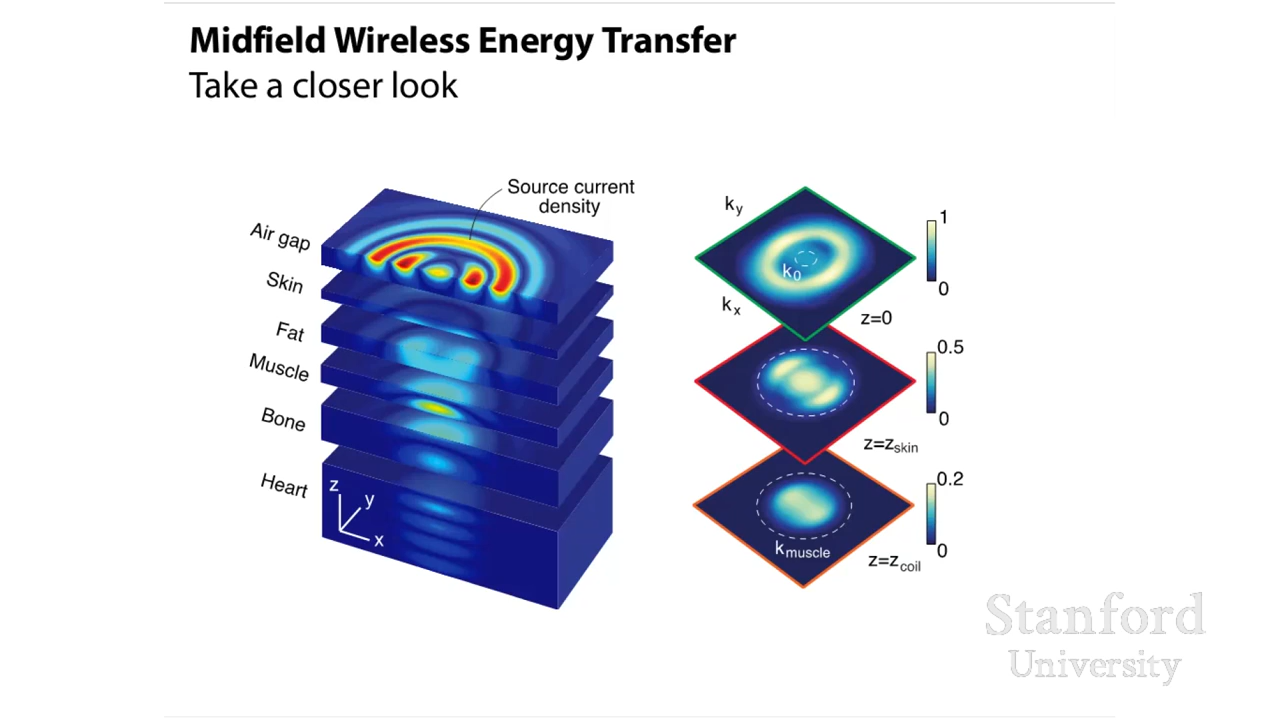 Midfield Wireless Energy Transfer
Take a closer look
Source current
density
Air gap
Skin
Fat
Muscle
Bone
Heart
z
y
x
ky
k0
kx
z=0
1
0
z=zskin
0.5
0
kmuscle
z=zcoil
0.2
0
Stanford
University